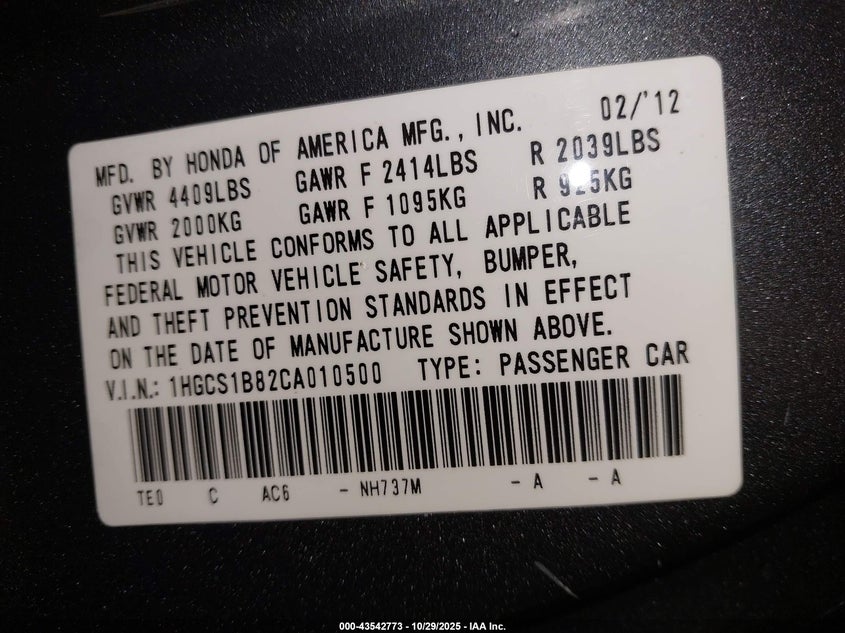 02/'12
MFD. BY HONDA OF AMERICA MFG., INC.
GVWR 4409LBS GAWR F 2414LBS R 2039LBS
GVWR 2000KG GAWR F 1095KG R 925KG
THIS VEHICLE CONFORMS TO ALL APPLICABLE
FEDERAL MOTOR VEHICLE SAFETY, BUMPER,
AND THEFT PREVENTION STANDARDS IN EFFECT
ON THE DATE OF MANUFACTURE SHOWN ABOVE.
V.I.N.: 1HGCS1B82CA010500 TYPE: PASSENGER CAR
TE0 C AC6 - NH737M - A - A
000-43542773 - 10/29/2025 - IAA Inc.